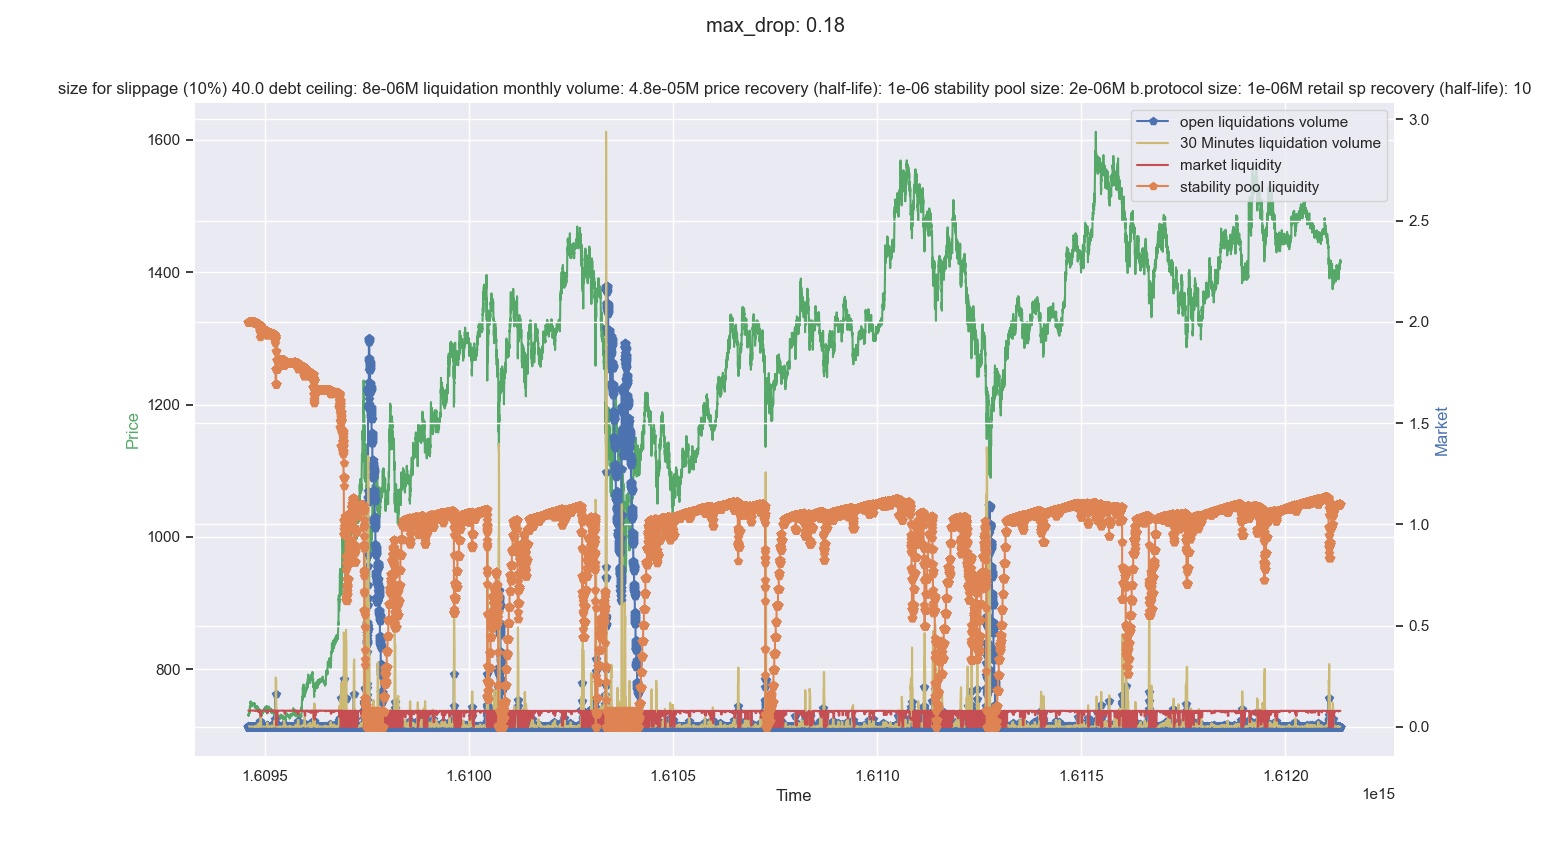 max_drop: 0.18
size for slippage (10%) 40.0 debt ceiling: 8e-06M liquidation monthly volume: 4.8e-05M price recovery (half-life): 1e-06 stability pool size: 2e-06M b.protocol size: 1e-06M retail sp recovery (half-life): 10
open liquidations volume
30 Minutes liquidation volume
market liquidity
stability pool liquidity
1600
1400
1200
1000
800
Price
3.0
2.5
2.0
1.5
1.0
0.5
0.0
Market
1.6095
1.6100
1.6105
1.6110
1.6115
1.6120
1e15
Time